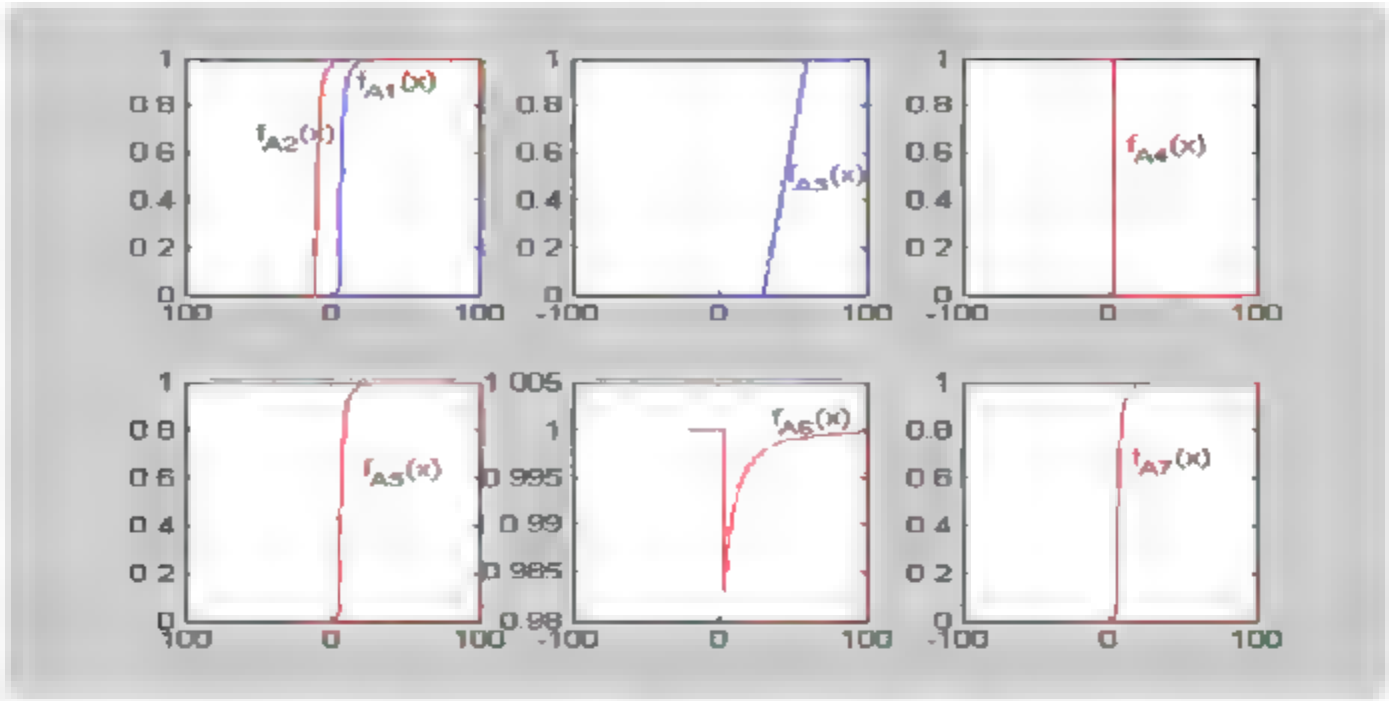 1 1 1
f_A1(x)
0.8 0.8 0.8
f_A2(x) f_A4(x)
0.6 0.6 0.6
f_A3(x)
0.4 0.4 0.4
0.2 0.2 0.2
0 0 0
-100 0 100 -100 0 100 -100 0 100
1 1.005 1
f_A6(x)
0.8 1 0.8
f_A5(x) f_A7(x)
0.6 0.995 0.6
0.4 0.99 0.4
0.2 0.985 0.2
0 0.98 0
-100 0 100 -100 0 100 -100 0 100